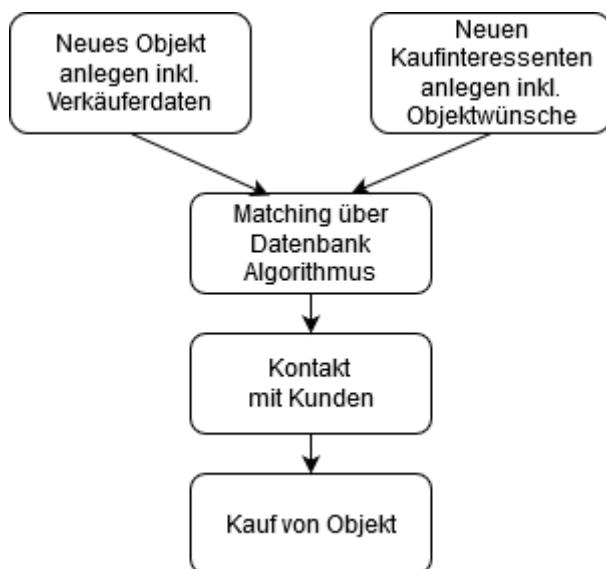 Neues Objekt
anlegen inkl.
Verkäuferdaten
Neuen
Kaufinteressenten
anlegen inkl.
Objektwünsche
Matching über
Datenbank
Algorithmus
Kontakt
mit Kunden
Kauf von Objekt